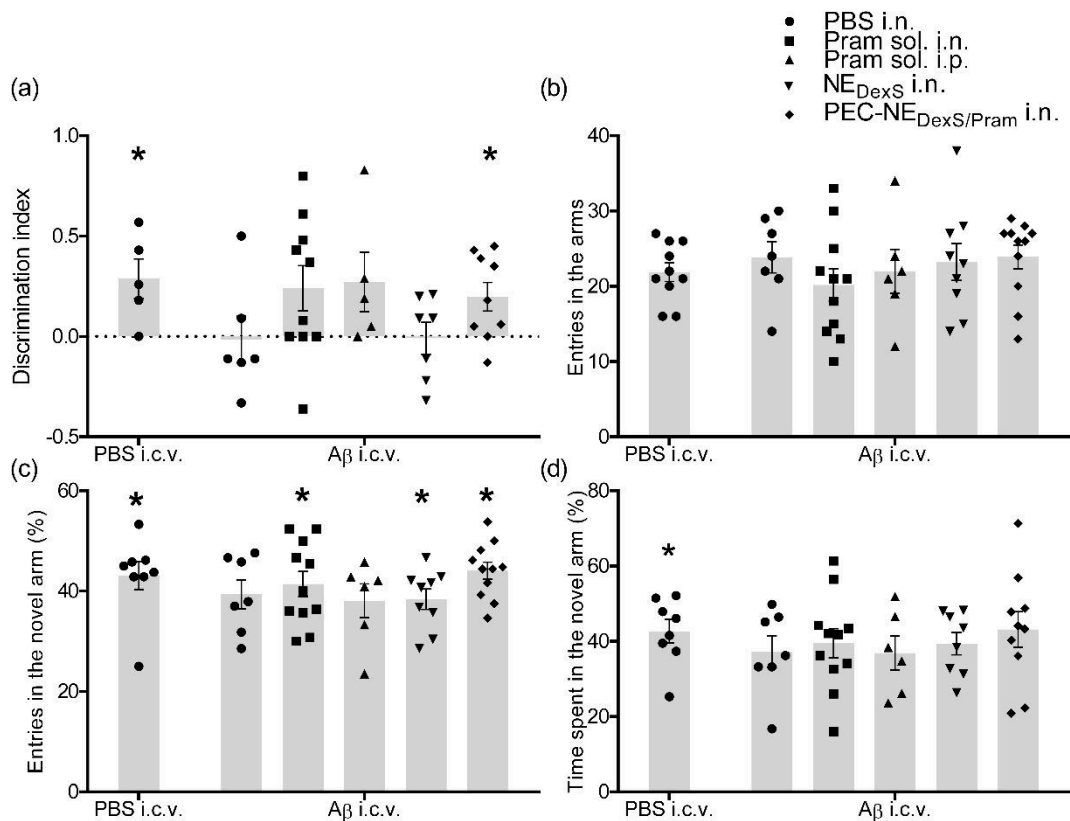 PBS i.n.
Pram sol. i.n.
Pram sol. i.p.
NEDexS i.n.
PEC-NEDexS/Pram i.n.
(a)
Discrimination index
1.0
0.5
0.0
-0.5
*
*
PBS i.c.v.
Aβ i.c.v.
(b)
Entries in the arms
40
30
20
10
0
PBS i.c.v.
Aβ i.c.v.
(c)
Entries in the novel arm (%)
60
40
20
0
*
*
*
*
PBS i.c.v.
Aβ i.c.v.
(d)
Time spent in the novel arm (%)
80
60
40
20
0
*
PBS i.c.v.
Aβ i.c.v.